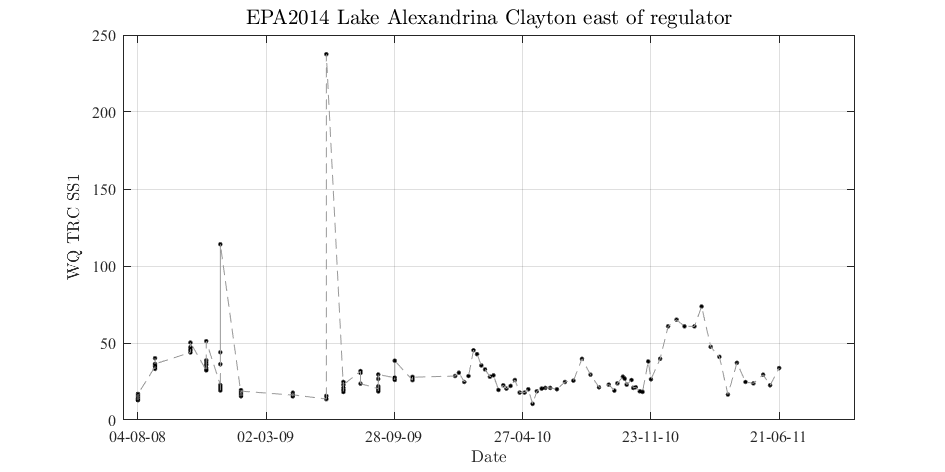 EPA2014 Lake Alexandrina Clayton east of regulator
WQ TRC SS1
250
200
150
100
50
0
04-08-08 02-03-09 28-09-09 27-04-10 23-11-10 21-06-11
Date